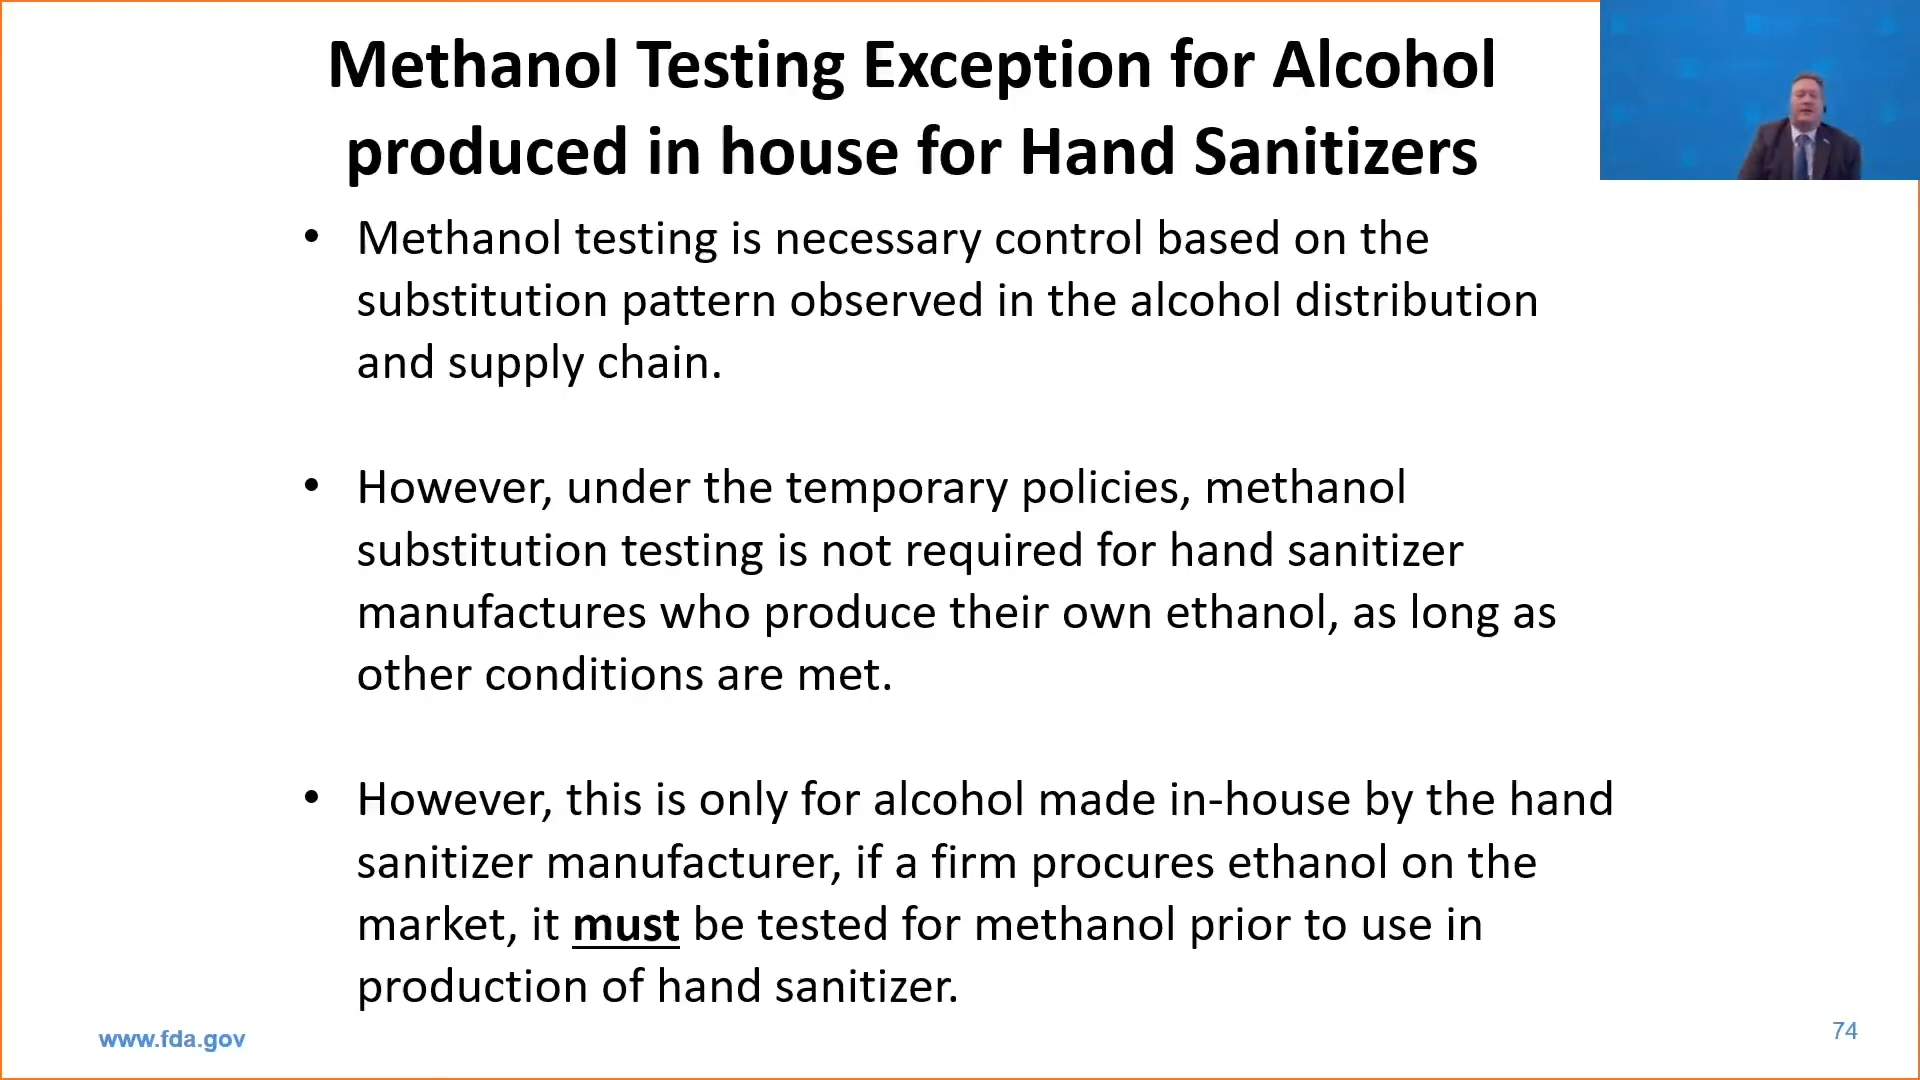 Methanol Testing Exception for Alcohol
produced in house for Hand Sanitizers
• Methanol testing is necessary control based on the
substitution pattern observed in the alcohol distribution
and supply chain.
• However, under the temporary policies, methanol
substitution testing is not required for hand sanitizer
manufactures who produce their own ethanol, as long as
other conditions are met.
• However, this is only for alcohol made in-house by the hand
sanitizer manufacturer, if a firm procures ethanol on the
market, it must be tested for methanol prior to use in
production of hand sanitizer.
www.fda.gov
74